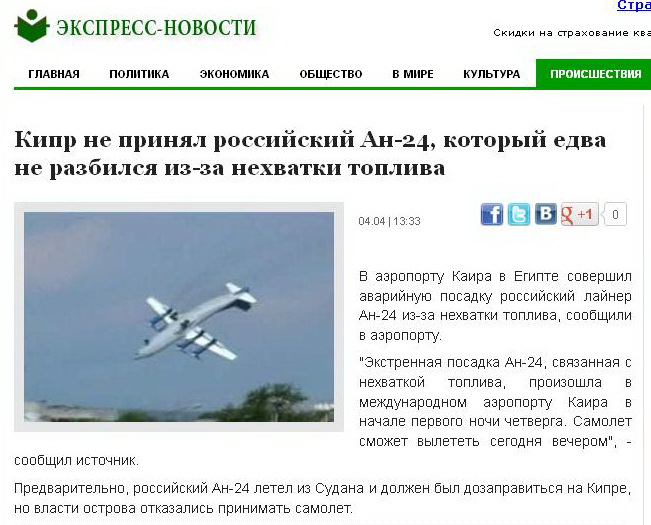 Стра
ЭКСПРЕСС-НОВОСТИ
Скидки на страхование ква
ГЛАВНАЯ ПОЛИТИКА ЭКОНОМИКА ОБЩЕСТВО В МИРЕ КУЛЬТУРА ПРОИСШЕСТВИЯ
Кипр не принял российский Ан-24, который едва
не разбился из-за нехватки топлива
04.04 | 13:33
+1 0
В аэропорту Каира в Египте совершил
аварийную посадку российский лайнер
Ан-24 из-за нехватки топлива, сообщили
в аэропорту.
"Экстренная посадка Ан-24, связанная с
нехваткой топлива, произошла в
международном аэропорту Каира в
начале первого ночи четверга. Самолет
сможет вылететь сегодня вечером", -
сообщил источник.
Предварительно, российский Ан-24 летел из Судана и должен был дозаправиться на Кипре,
но власти острова отказались принимать самолет.